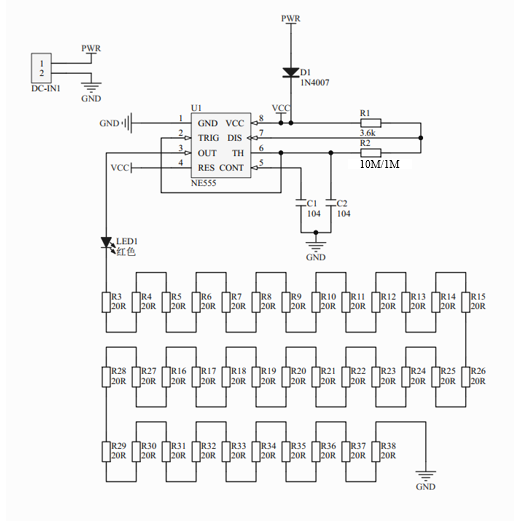 PWR
PWR
1
2
DC-IN1
GND
D1
1N4007
U1
VCC
GND
1 GND VCC 8
2 TRIG DIS 7
3 OUT TH 6
VCC
4 RES CONT 5
NE555
R1
3.6k
R2
10M/1M
C1
104
C2
104
GND
LED1
红色
R3 R4 R5 R6 R7 R8 R9 R10 R11 R12 R13 R14 R15
20R 20R 20R 20R 20R 20R 20R 20R 20R 20R 20R 20R 20R
R28 R27 R16 R17 R18 R19 R20 R21 R22 R23 R24 R25 R26
20R 20R 20R 20R 20R 20R 20R 20R 20R 20R 20R 20R 20R
R29 R30 R31 R32 R33 R34 R35 R36 R37 R38
20R 20R 20R 20R 20R 20R 20R 20R 20R 20R
GND